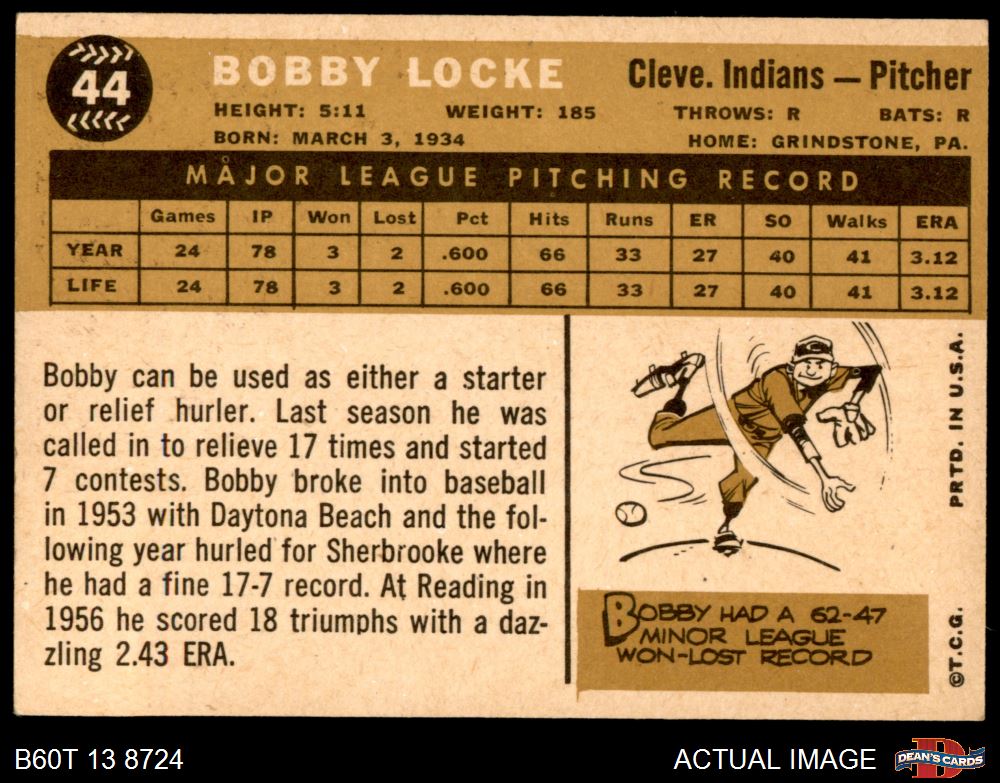 44
BOBBY LOCKE
Cleve. Indians — Pitcher
HEIGHT: 5:11 WEIGHT: 185 THROWS: R BATS: R
BORN: MARCH 3, 1934 HOME: GRINDSTONE, PA.
MAJOR LEAGUE PITCHING RECORD
Games IP Won Lost Pct Hits Runs ER SO Walks ERA
YEAR 24 78 3 2 .600 66 33 27 40 41 3.12
LIFE 24 78 3 2 .600 66 33 27 40 41 3.12
Bobby can be used as either a starter
or relief hurler. Last season he was
called in to relieve 17 times and started
7 contests. Bobby broke into baseball
in 1953 with Daytona Beach and the fol-
lowing year hurled for Sherbrooke where
he had a fine 17-7 record. At Reading in
1956 he scored 18 triumphs with a daz-
zling 2.43 ERA.
BOBBY HAD A 62-47
MINOR LEAGUE
WON-LOST RECORD
©T.C.G. PRTD. IN U.S.A.
B60T 13 8724
ACTUAL IMAGE
DEAN'S CARDS